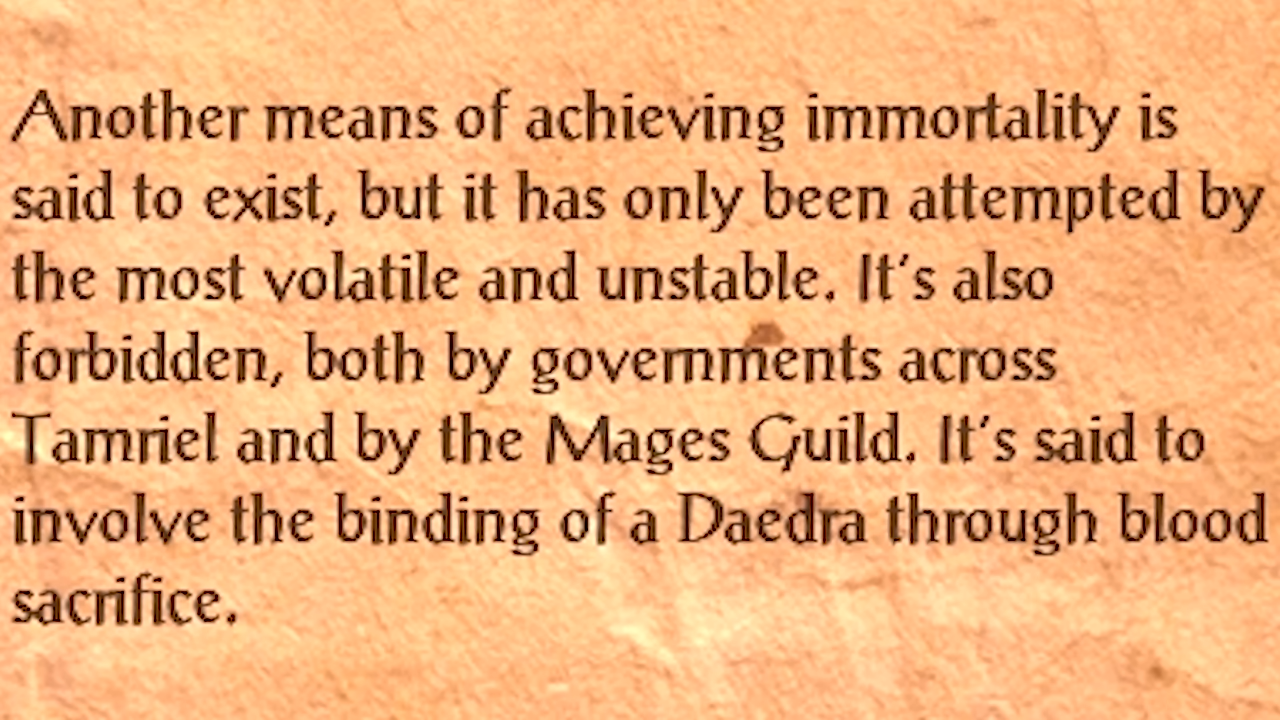 Another means of achieving immortality is
said to exist, but it has only been attempted by
the most volatile and unstable. It's also
forbidden, both by governments across
Tamriel and by the Mages Guild. It's said to
involve the binding of a Daedra through blood
sacrifice.